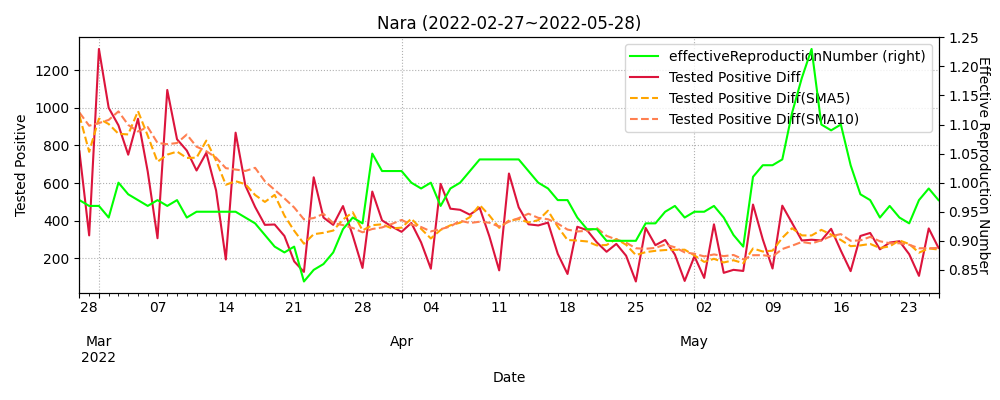 Nara (2022-02-27~2022-05-28)
effectiveReproductionNumber (right)
Tested Positive Diff
Tested Positive Diff(SMA5)
Tested Positive Diff(SMA10)
Tested Positive
1200
1000
800
600
400
200
1.25
1.20
1.15
1.10
1.05
1.00
0.95
0.90
0.85
Effective Reproduction Number
28 07 14 21 28 04 11 18 25 02 09 16 23
Mar Apr May
2022
Date